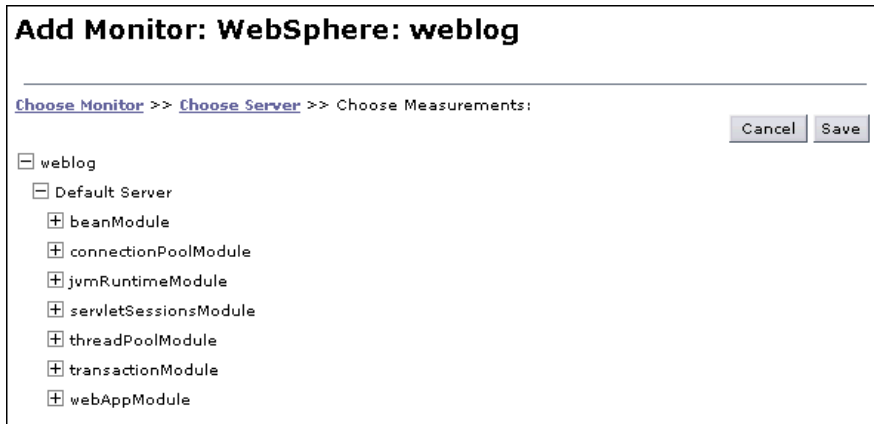 Add Monitor: WebSphere: weblog
Choose Monitor >> Choose Server >> Choose Measurements:
Cancel Save
weblog
Default Server
beanModule
connectionPoolModule
jvmRuntimeModule
servletSessionsModule
threadPoolModule
transactionModule
webAppModule